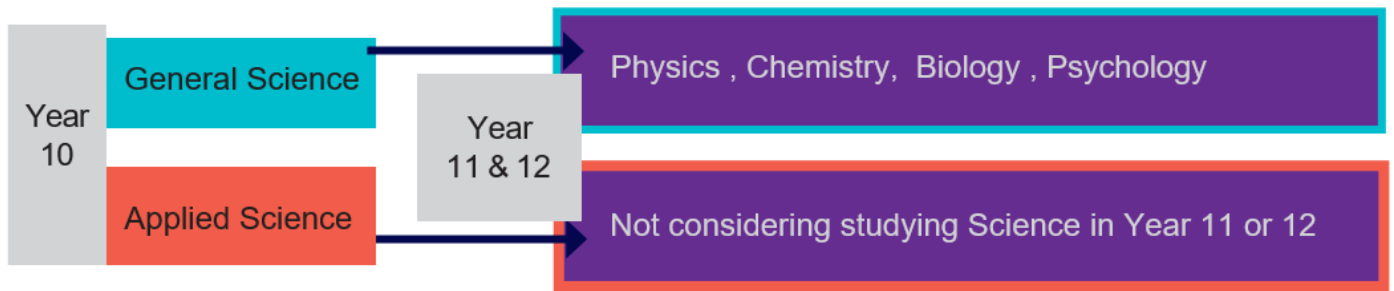 Year
10
General Science
Applied Science
Year
11 & 12
Physics , Chemistry, Biology , Psychology
Not considering studying Science in Year 11 or 12